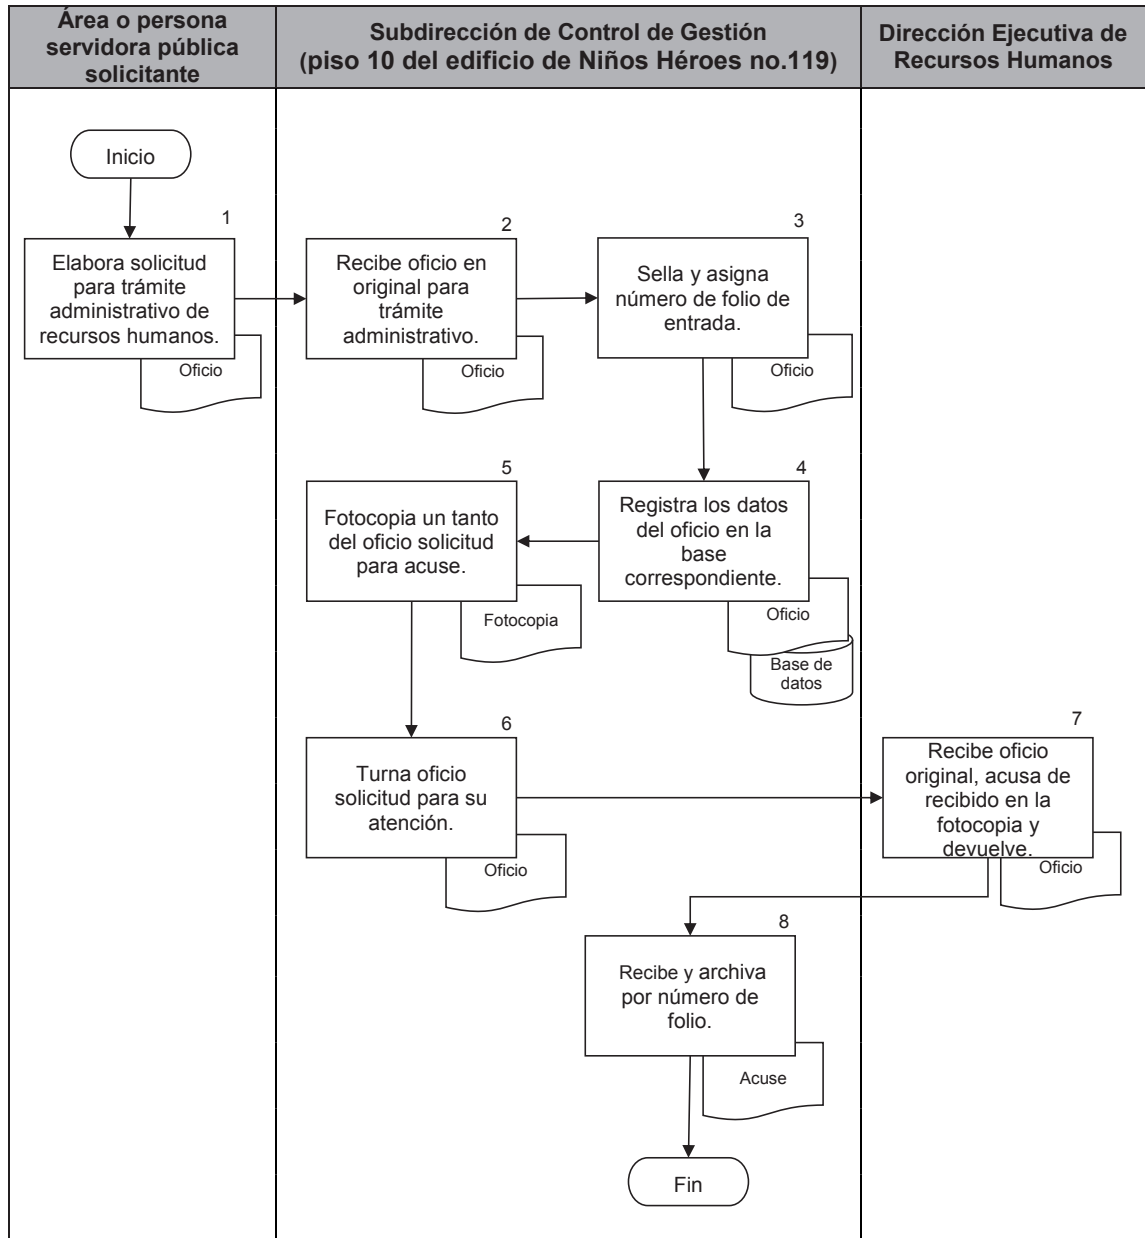 Área o persona
servidora pública
solicitante
Subdirección de Control de Gestión
(piso 10 del edificio de Niños Héroes no.119)
Dirección Ejecutiva de
Recursos Humanos
Inicio
1
Elabora solicitud
para trámite
administrativo de
recursos humanos.
Oficio
2
Recibe oficio en
original para
trámite
administrativo.
Oficio
3
Sella y asigna
número de folio de
entrada.
Oficio
4
Registra los datos
del oficio en la
base
correspondiente.
Oficio
Base de
datos
5
Fotocopia un tanto
del oficio solicitud
para acuse.
Fotocopia
6
Turna oficio
solicitud para su
atención.
Oficio
7
Recibe oficio
original, acusa de
recibido en la
fotocopia y
devuelve.
Oficio
8
Recibe y archiva
por número de
folio.
Acuse
Fin